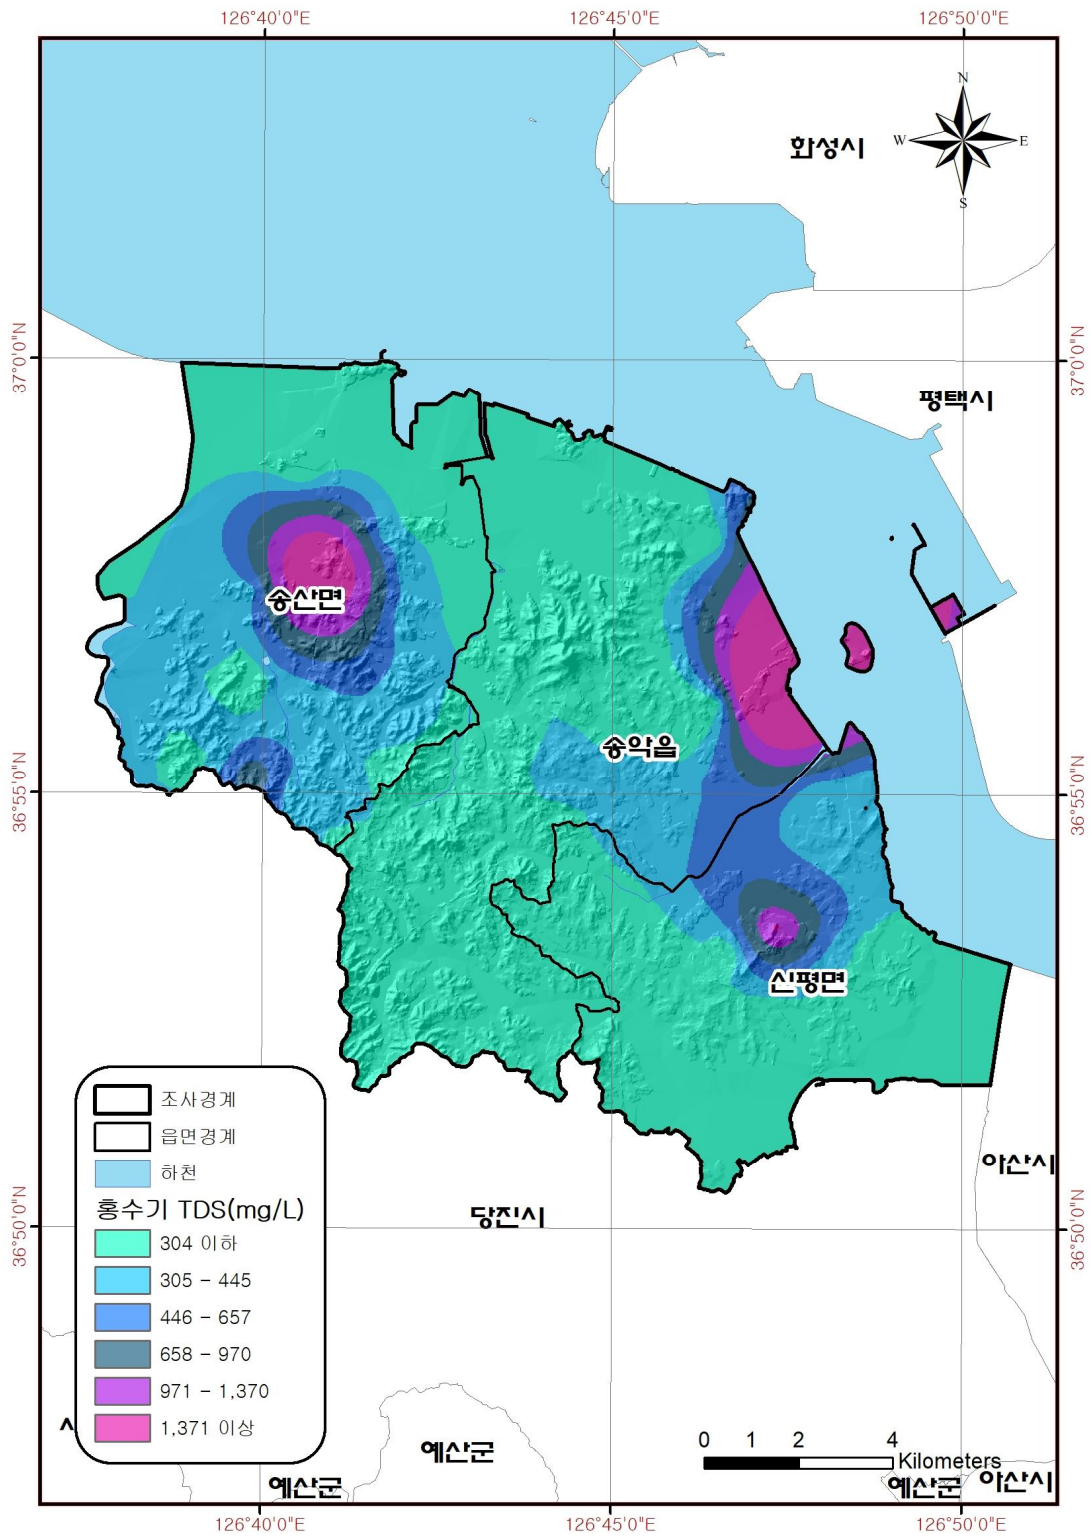 126°40'0"E
126°45'0"E
126°50'0"E
N
W
E
S
화성시
37°0'0"N
37°0'0"N
평택시
송산면
송악읍
36°55'0"N
36°55'0"N
신평면
조사경계
읍면경계
하천
홍수기 TDS(mg/L)
304 이하
305 - 445
446 - 657
658 - 970
971 - 1,370
1,371 이상
아산시
당진시
36°50'0"N
36°50'0"N
0 1 2 4
Kilometers
예산군
예산군
예산군
아산시
126°40'0"E
126°45'0"E
126°50'0"E